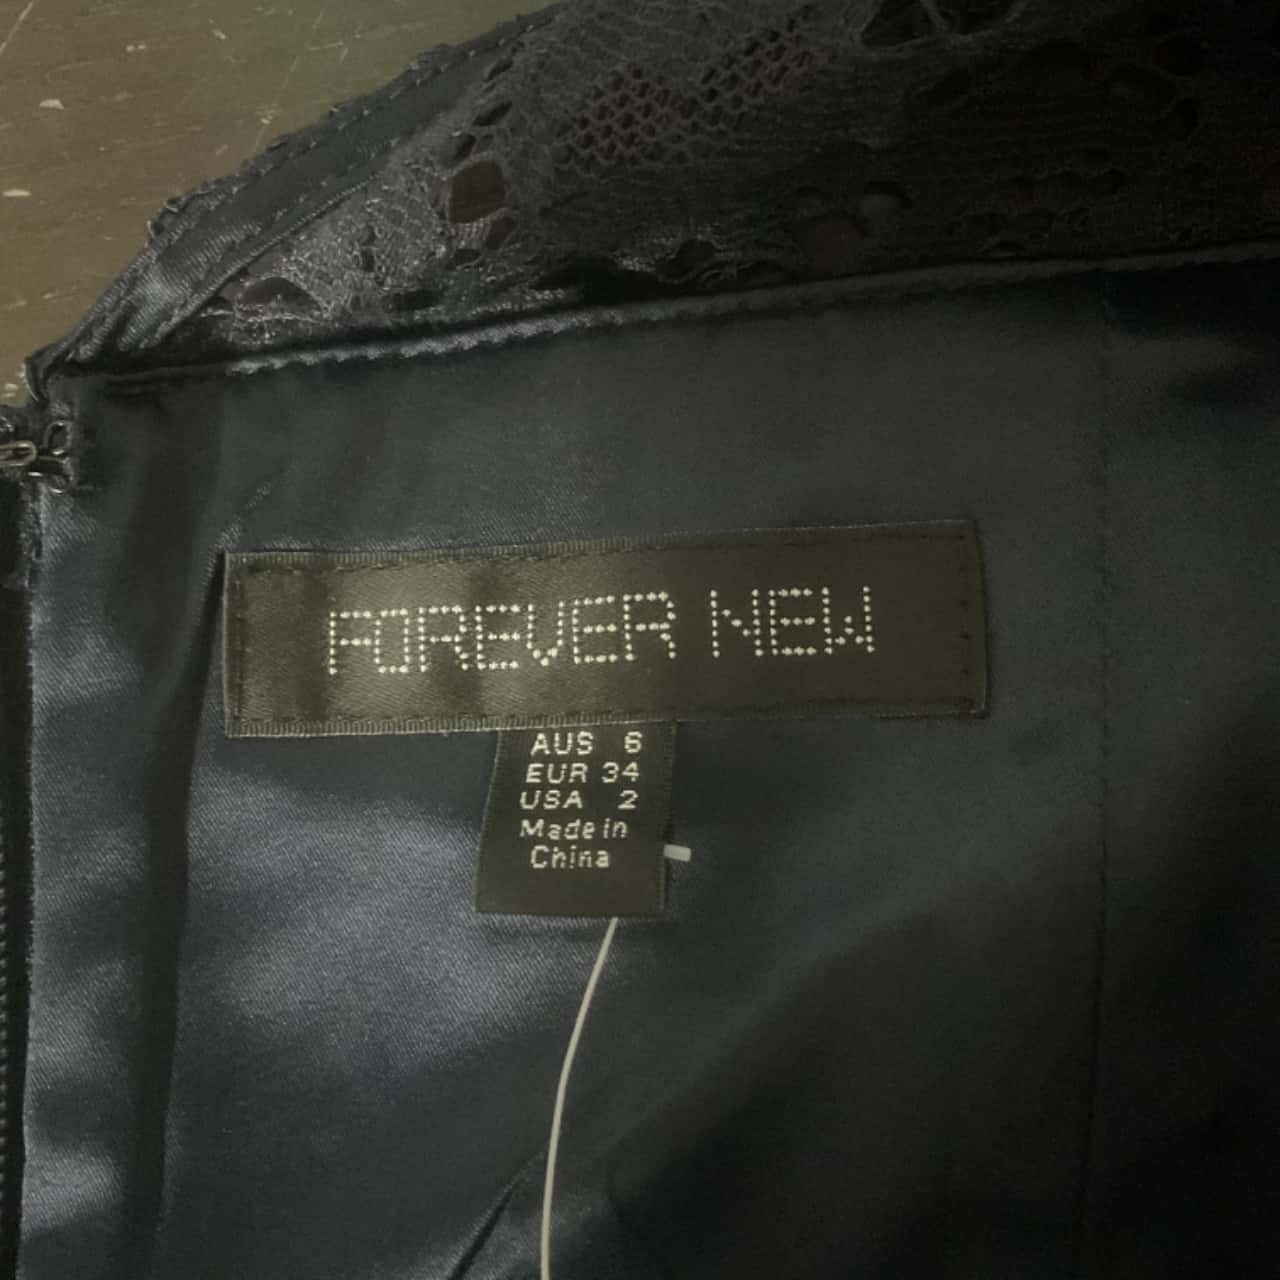 FOREVER NEW
AUS 6
EUR 34
USA 2
Made in
China